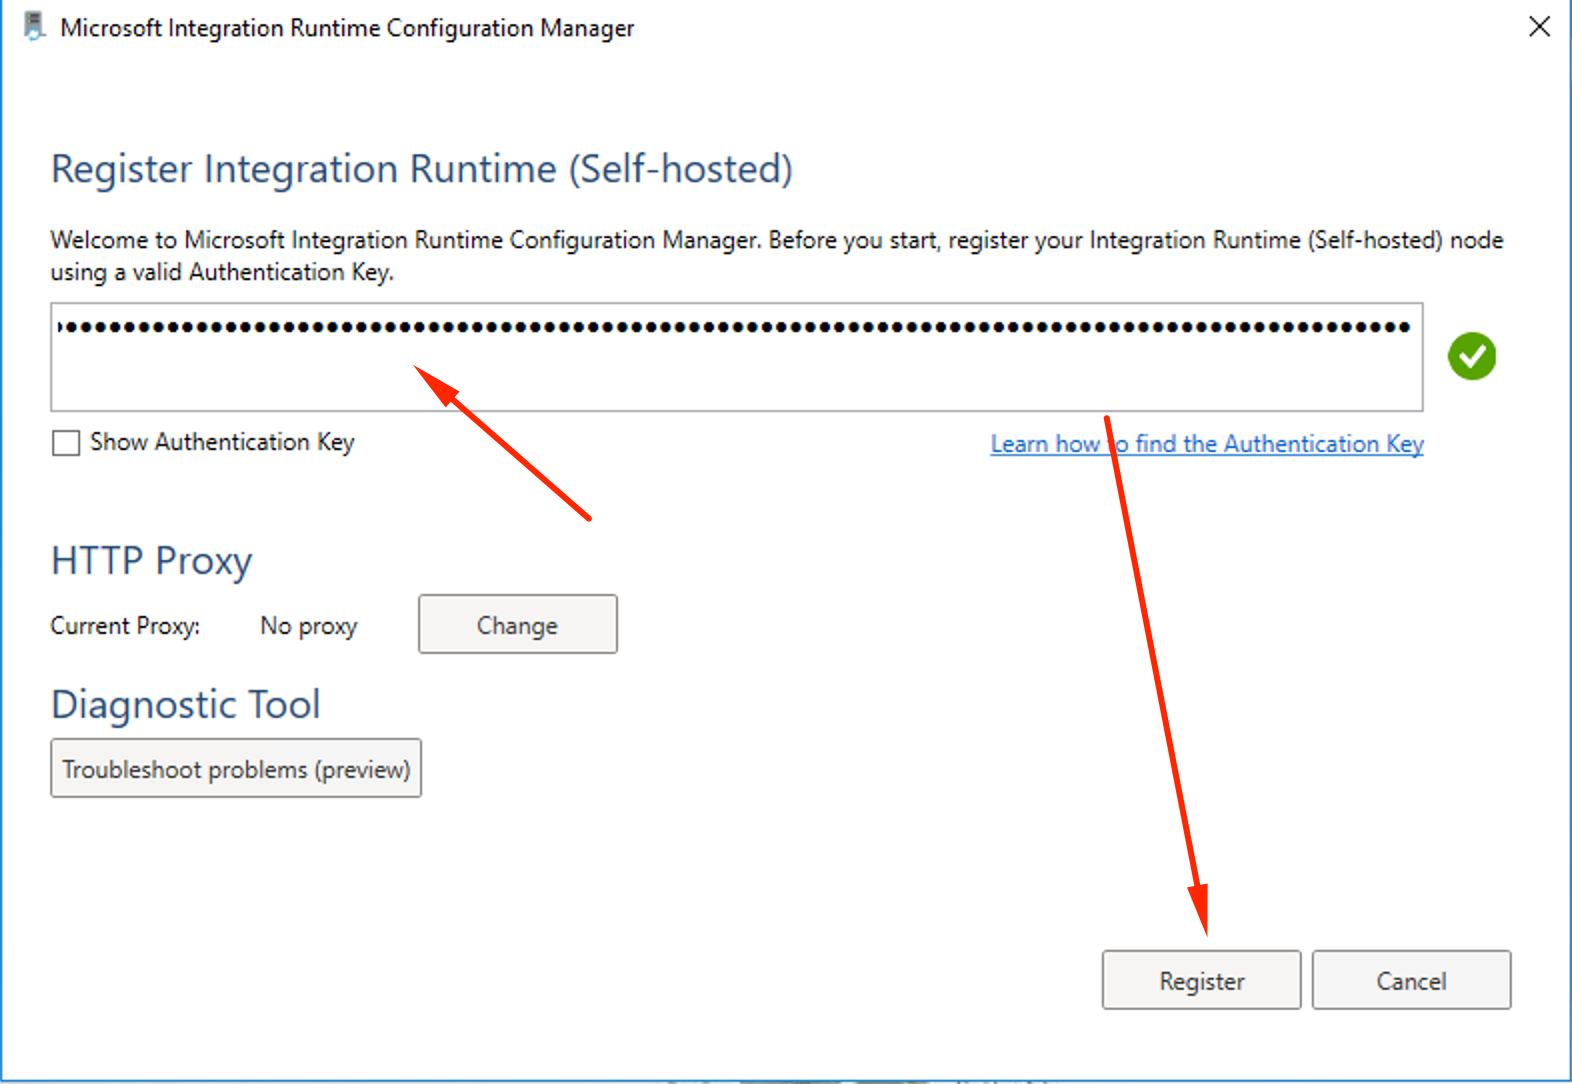 Microsoft Integration Runtime Configuration Manager
Register Integration Runtime (Self-hosted)
Welcome to Microsoft Integration Runtime Configuration Manager. Before you start, register your Integration Runtime (Self-hosted) node
using a valid Authentication Key.
Show Authentication Key
Learn how to find the Authentication Key
HTTP Proxy
Current Proxy: No proxy Change
Diagnostic Tool
Troubleshoot problems (preview)
Register Cancel